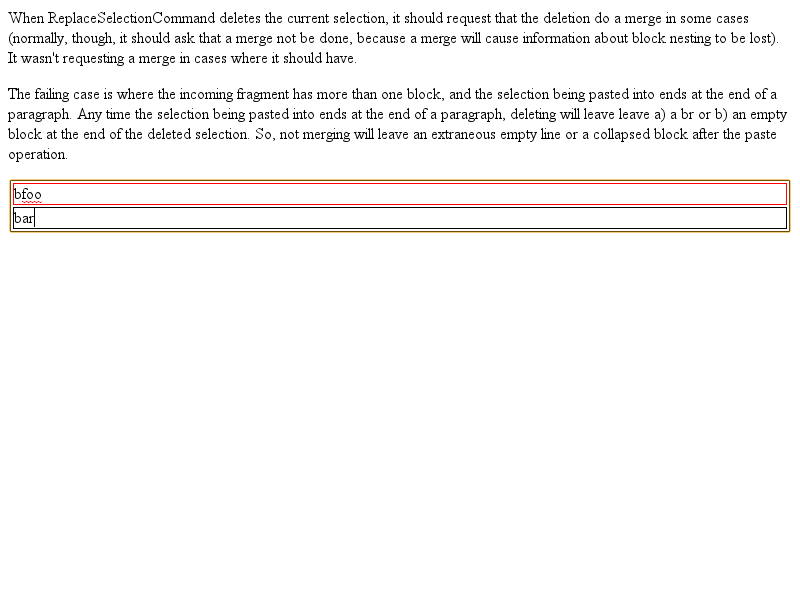 When ReplaceSelectionCommand deletes the current selection, it should request that the deletion do a merge in some cases
(normally, though, it should ask that a merge not be done, because a merge will cause information about block nesting to be lost).
It wasn't requesting a merge in cases where it should have.
The failing case is where the incoming fragment has more than one block, and the selection being pasted into ends at the end of a
paragraph. Any time the selection being pasted into ends at the end of a paragraph, deleting will leave leave a) a br or b) an empty
block at the end of the deleted selection. So, not merging will leave an extraneous empty line or a collapsed block after the paste
operation.
bfoo
bar